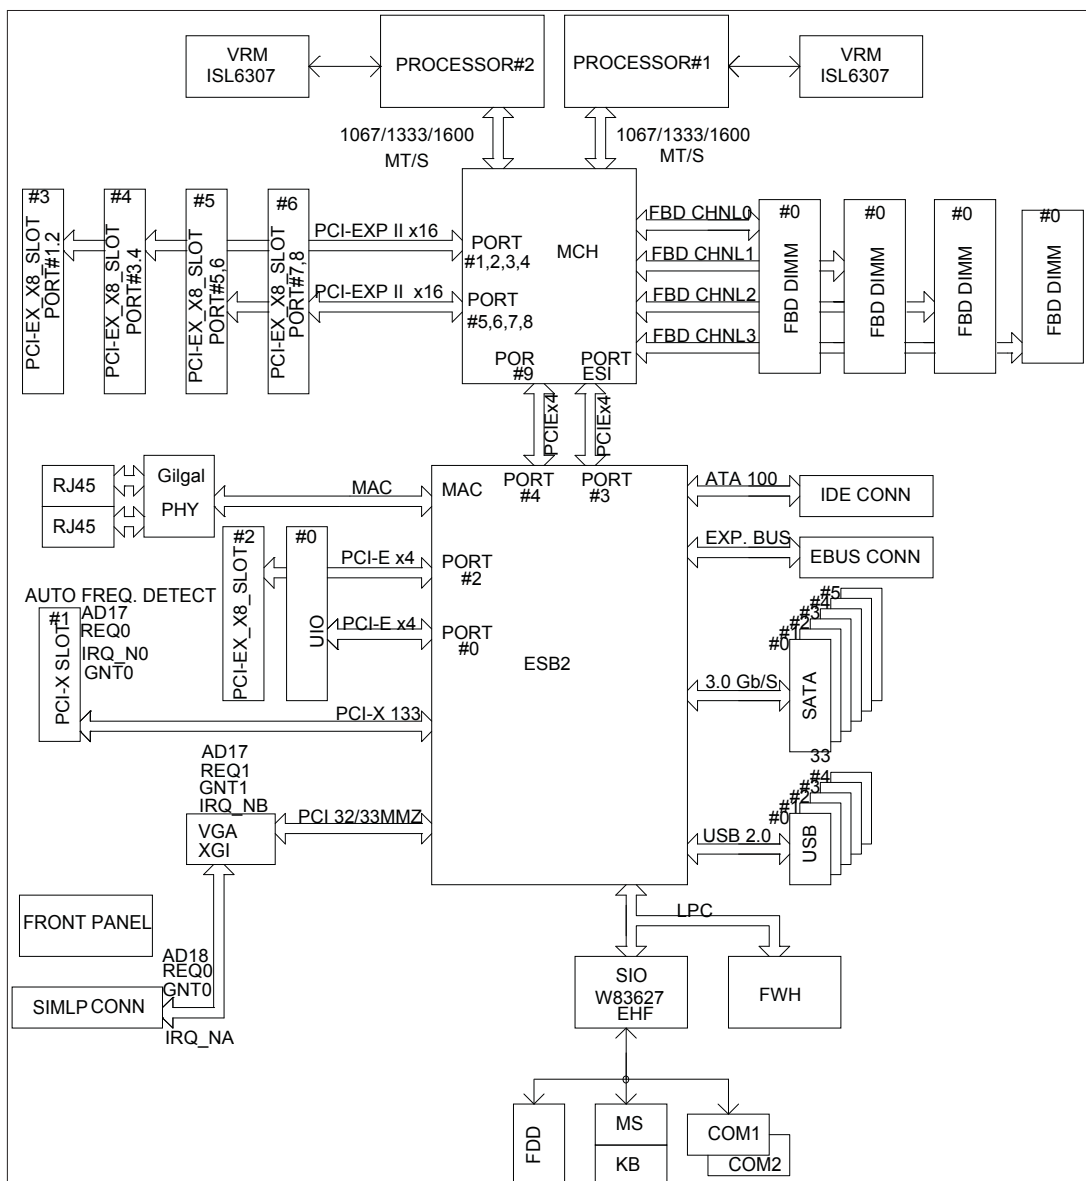 VRM
ISL6307
PROCESSOR#2
PROCESSOR#1
VRM
ISL6307
1067/1333/1600
MT/S
1067/1333/1600
MT/S
#3
PCI-EX_X8_SLOT
PORT#1.2
#4
PCI-EX_X8_SLOT
PORT#3.4
#5
PCI-EX_X8_SLOT
PORT#5,6
#6
PCI-EX_X8_SLOT
PORT#7,8
PCI-EXP II x16
PCI-EXP II x16
PORT
#1,2,3,4
MCH
PORT
#5,6,7,8
POR
#9
PORT
ESI
FBD CHNL0
FBD CHNL1
FBD CHNL2
FBD CHNL3
#0
FBD DIMM
#0
FBD DIMM
#0
FBD DIMM
#0
FBD DIMM
PCIEx4
PCIEx4
RJ45
RJ45
Gilgal
PHY
MAC
MAC
PORT
#4
PORT
#3
ATA 100
IDE CONN
EXP. BUS
EBUS CONN
#2
PCI-EX_X8_SLOT
#0
UIO
PCI-E x4
PORT
#2
PCI-E x4
PORT
#0
ESB2
AUTO FREQ. DETECT
#1
PCI-X SLOT
AD17
REQ0
IRQ_N0
GNT0
PCI-X 133
3.0 Gb/S
#0
#1
#2
#3
#4
#5
SATA
33
AD17
REQ1
GNT1
IRQ_NB
VGA
XGI
PCI 32/33MMZ
USB 2.0
#0
#1
#2
#3
#4
USB
FRONT PANEL
AD18
REQ0
GNT0
SIMLP CONN
IRQ_NA
LPC
SIO
W83627
EHF
FWH
FDD
MS
KB
COM1
COM2